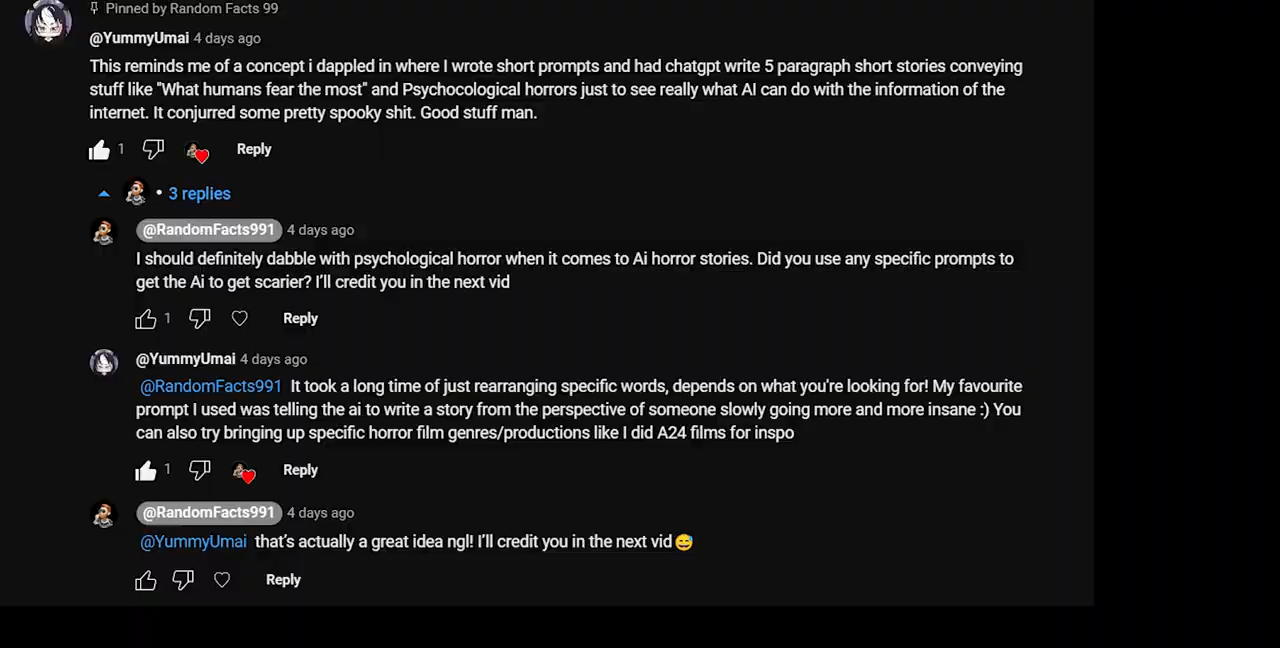 Pinned by Random Facts 99
@YummyUmai 4 days ago
This reminds me of a concept i dappled in where I wrote short prompts and had chatgpt write 5 paragraph short stories conveying
stuff like "What humans fear the most" and Psychocological horrors just to see really what AI can do with the information of the
internet. It conjurred some pretty spooky shit. Good stuff man.
1 Reply
• 3 replies
@RandomFacts991 4 days ago
I should definitely dabble with psychological horror when it comes to Ai horror stories. Did you use any specific prompts to
get the Ai to get scarier? I'll credit you in the next vid
1 Reply
@YummyUmai 4 days ago
@RandomFacts991 It took a long time of just rearranging specific words, depends on what you're looking for! My favourite
prompt I used was telling the ai to write a story from the perspective of someone slowly going more and more insane :) You
can also try bringing up specific horror film genres/productions like I did A24 films for inspo
1 Reply
@RandomFacts991 4 days ago
@YummyUmai that's actually a great idea ngl! I'll credit you in the next vid😅
Reply